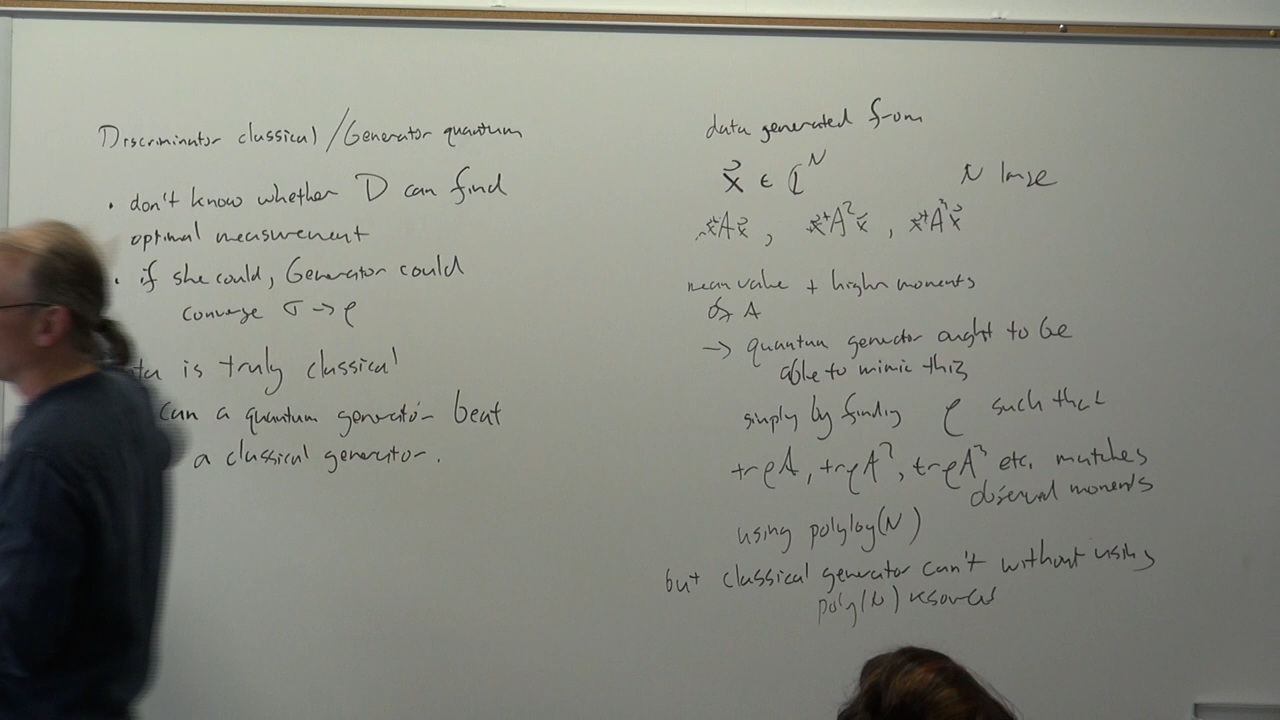 Discriminator classical / Generator quantum
• don't know whether D can find
optimal measurement
• if she could, Generator could
converge σ → ρ
ta is truly classical
can a quantum generator beat
a classical generator.
data generated from
x⃗ ∈ ℂ^N N large
x⃗†Ax⃗ , x⃗†A²x⃗ , x⃗†A³x⃗
mean value + higher moments
of A
→ quantum generator ought to be
able to mimic this
simply by finding ρ such that
trρA, trρA², trρA³ etc. matches
observed moments
using polylog(N)
but classical generator can't without using
poly(N) resources